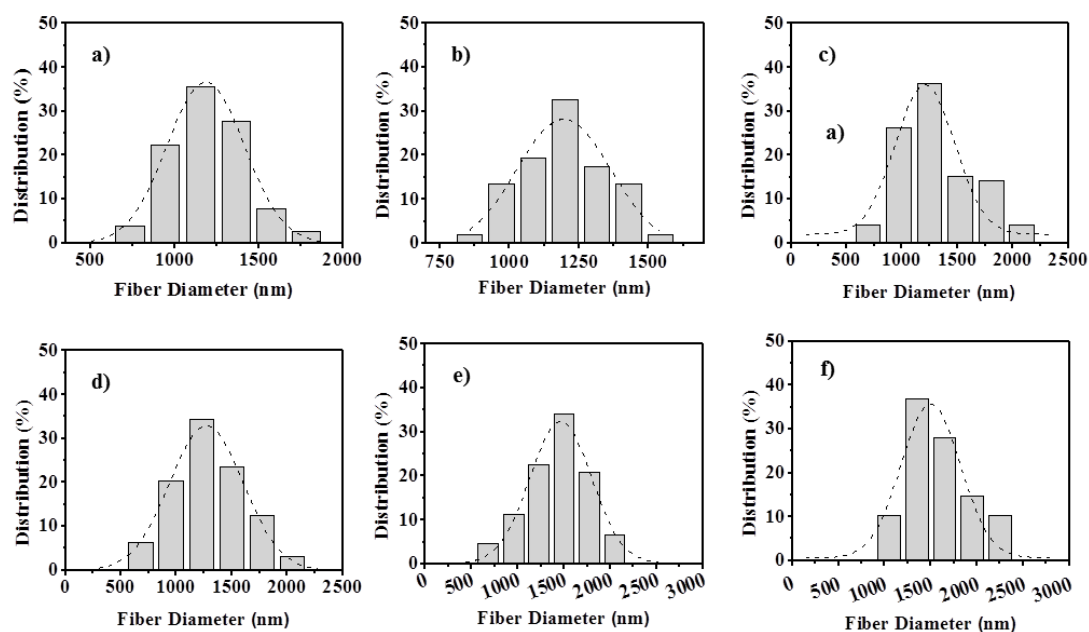 a)
Distribution (%)
50
40
30
20
10
0
500 1000 1500 2000
Fiber Diameter (nm)
b)
Distribution (%)
50
40
30
20
10
0
750 1000 1250 1500
Fiber Diameter (nm)
c)
a)
Distribution (%)
50
40
30
20
10
0
0 500 1000 1500 2000 2500
Fiber Diameter (nm)
d)
Distribution (%)
50
40
30
20
10
0
0 500 1000 1500 2000 2500
Fiber Diameter (nm)
e)
Distribution (%)
50
40
30
20
10
0
0 500 1000 1500 2000 2500 3000
Fiber Diameter (nm)
f)
Distribution (%)
50
40
30
20
10
0
0 500 1000 1500 2000 2500 3000
Fiber Diameter (nm)